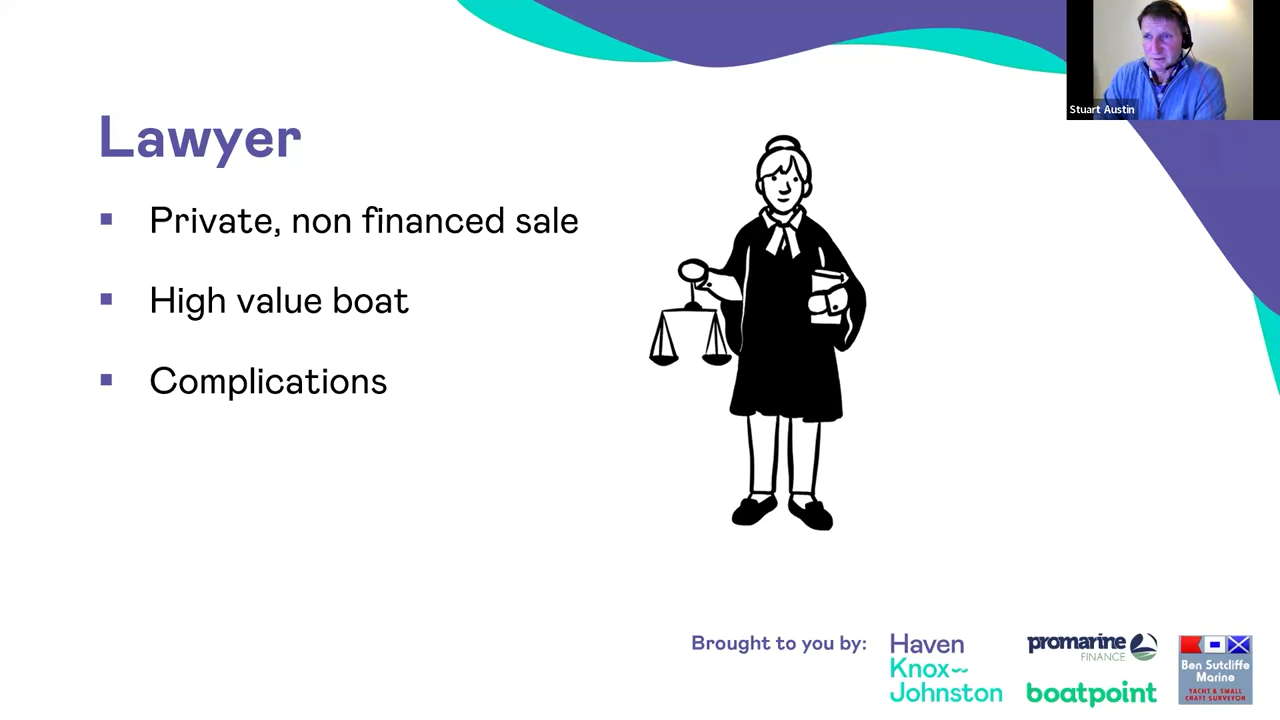 Stuart Austin
Lawyer
Private, non financed sale
High value boat
Complications
Brought to you by:
Haven
Knox
Johnston
promarine
FINANCE
boatpoint
Ben Sutcliffe
Marine
YACHT & SMALL
CRAFT SURVEYOR